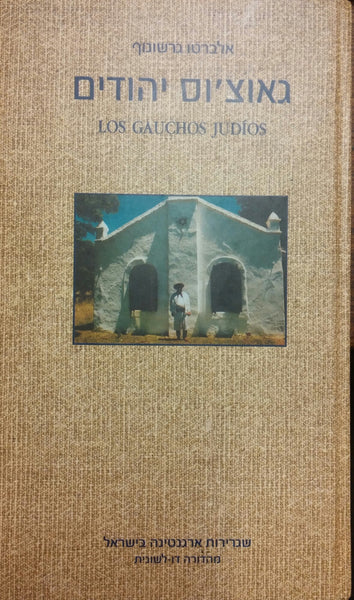 אלברטו גרשונוף
גאוצ'וס יהודים
LOS GAUCHOS JUDÍOS
שגרירות ארגנטינה בישראל
מהדורה דו-לשונית